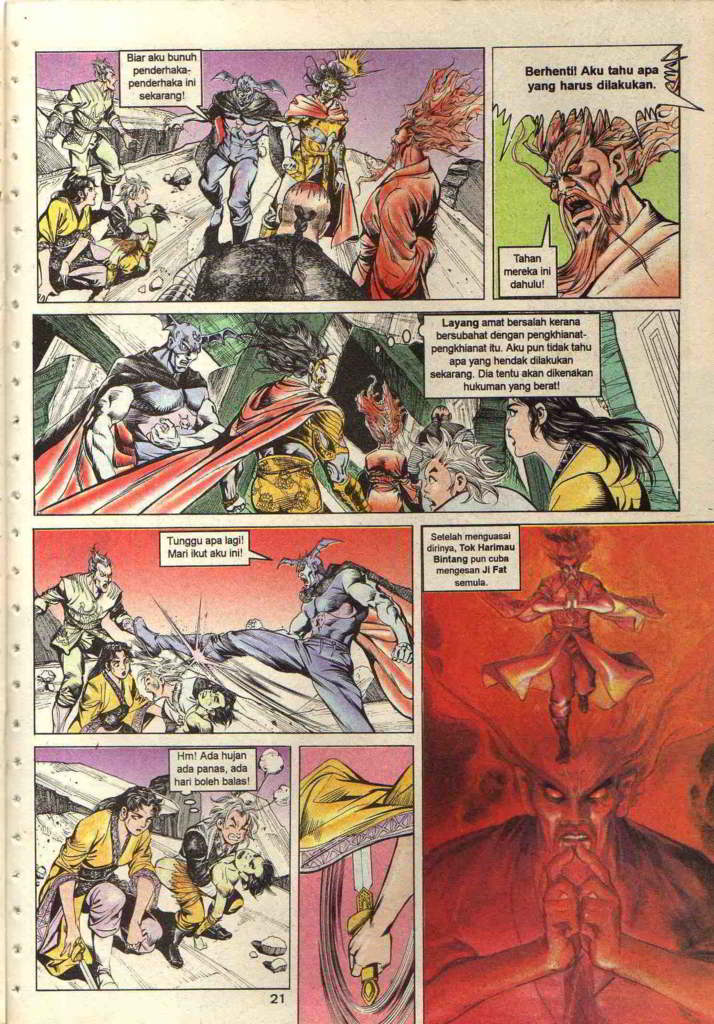 Biar aku bunuh
penderhaka-
penderhaka ini
sekarang!
Berhenti! Aku tahu apa
yang harus dilakukan.
Tahan
mereka ini
dahulu!
Layang amat bersalah kerana
bersubahat dengan pengkhianat-
pengkhianat itu. Aku pun tidak tahu
apa yang hendak dilakukan
sekarang. Dia tentu akan dikenakan
hukuman yang berat!
Tunggu apa lagi!
Mari ikut aku ini!
Setelah menguasai
dirinya, Tok Harimau
Bintang pun cuba
mengesan Ji Fat
semula.
Hm! Ada hujan
ada panas, ada
hari boleh balas!
21